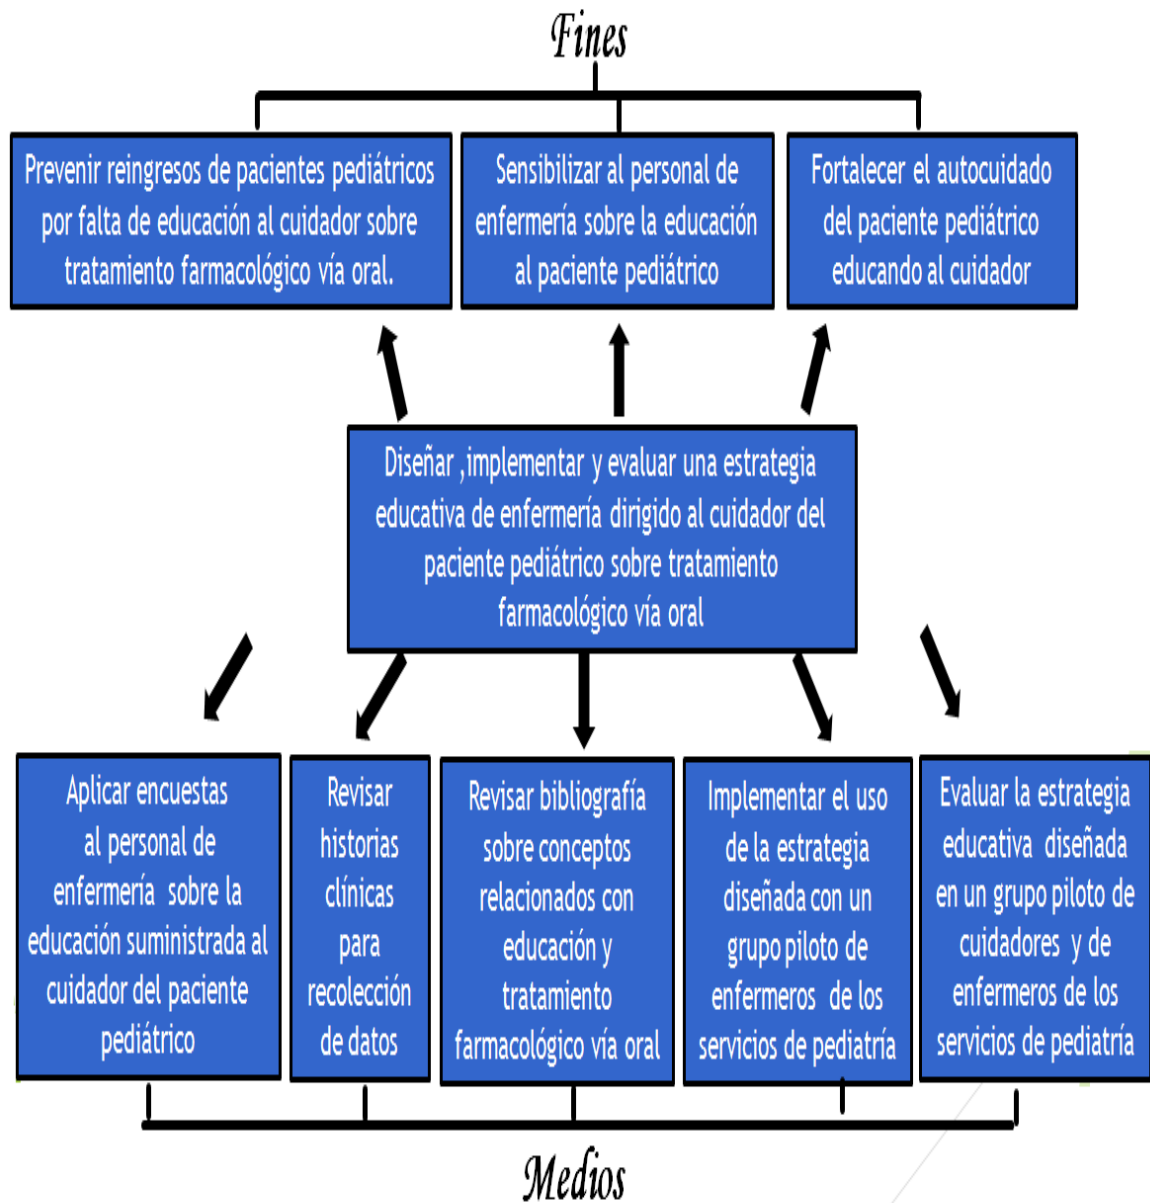 Fines
Prevenir reingresos de pacientes pediátricos
por falta de educación al cuidador sobre
tratamiento farmacológico vía oral.
Sensibilizar al personal de
enfermería sobre la educación
al paciente pediátrico
Fortalecer el autocuidado
del paciente pediátrico
educando al cuidador
Diseñar ,implementar y evaluar una estrategia
educativa de enfermería dirigido al cuidador del
paciente pediátrico sobre tratamiento
farmacológico vía oral
Aplicar encuestas
al personal de
enfermería sobre la
educación suministrada al
cuidador del paciente
pediátrico
Revisar
historias
clínicas
para
recolección
de datos
Revisar bibliografía
sobre conceptos
relacionados con
educación y
tratamiento
farmacológico vía oral
Implementar el uso
de la estrategia
diseñada con un
grupo piloto de
enfermeros de los
servicios de pediatría
Evaluar la estrategia
educativa diseñada
en un grupo piloto de
cuidadores y de
enfermeros de los
servicios de pediatría
Medios